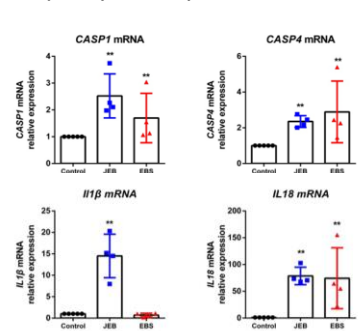 CASP1 mRNA
CASP1 mRNA
relative expression
4
3
2
1
0
**
**
Control
JEB
EBS
CASP4 mRNA
CASP4 mRNA
relative expression
6
4
2
0
**
**
Control
JEB
EBS
Il1β mRNA
IL1β mRNA
relative expression
25
20
15
10
5
0
**
Control
JEB
EBS
IL18 mRNA
IL18 mRNA
relative expression
200
150
100
50
0
**
**
Control
JEB
EBS